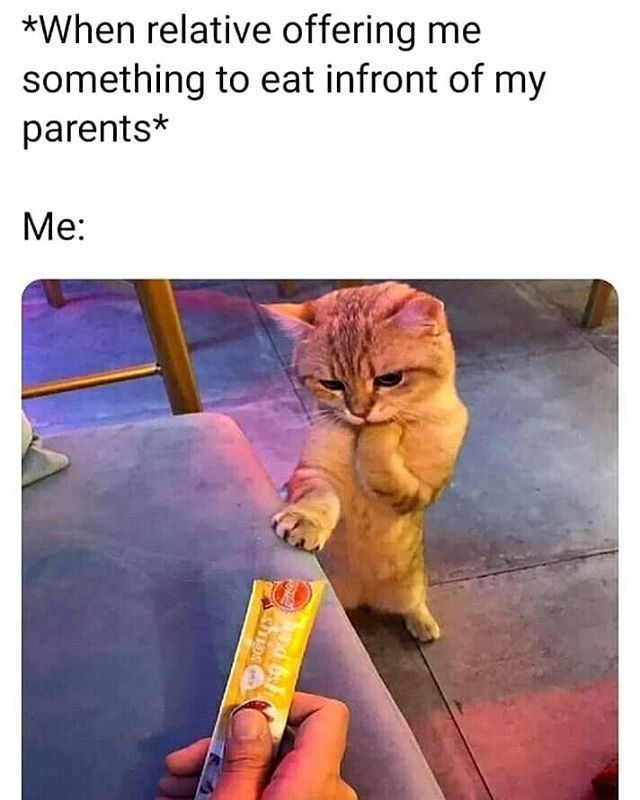 *When relative offering me
something to eat infront of my
parents*
Me: